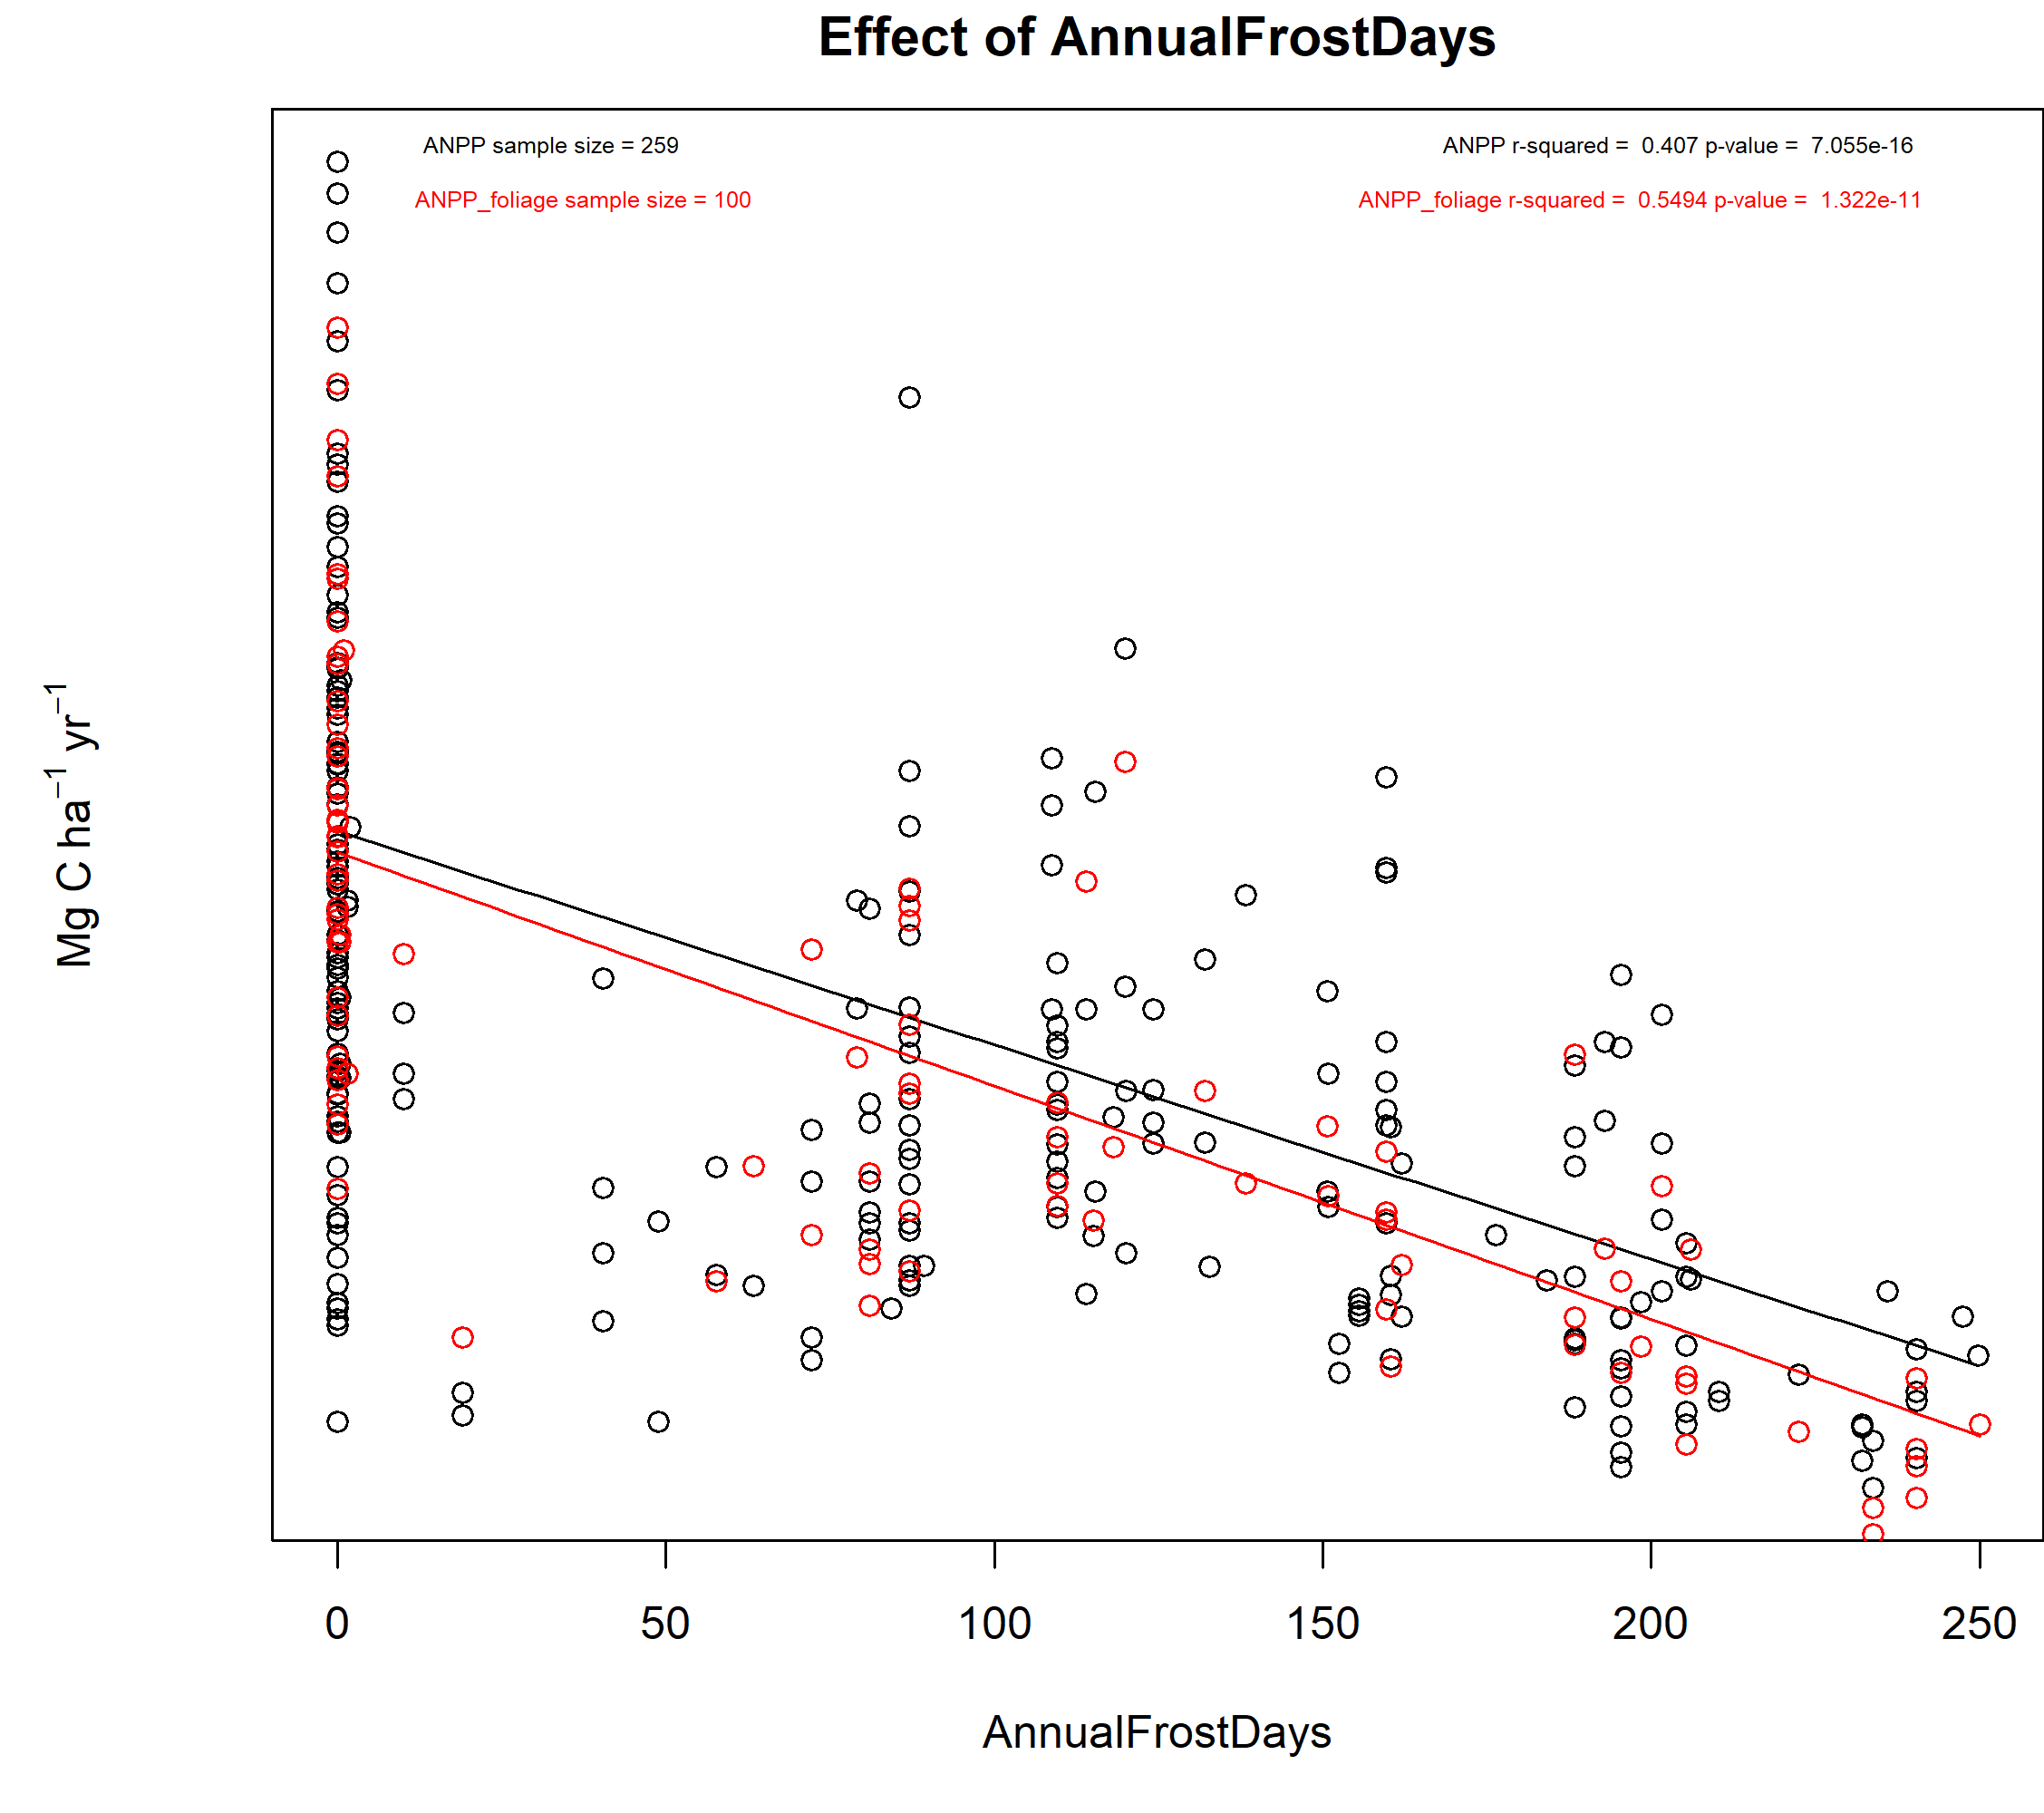 Effect of AnnualFrostDays
ANPP sample size = 259
ANPP r-squared = 0.407 p-value = 7.055e-16
ANPP_foliage sample size = 100
ANPP_foliage r-squared = 0.5494 p-value = 1.322e-11
Mg C ha⁻¹ yr⁻¹
0 50 100 150 200 250
AnnualFrostDays